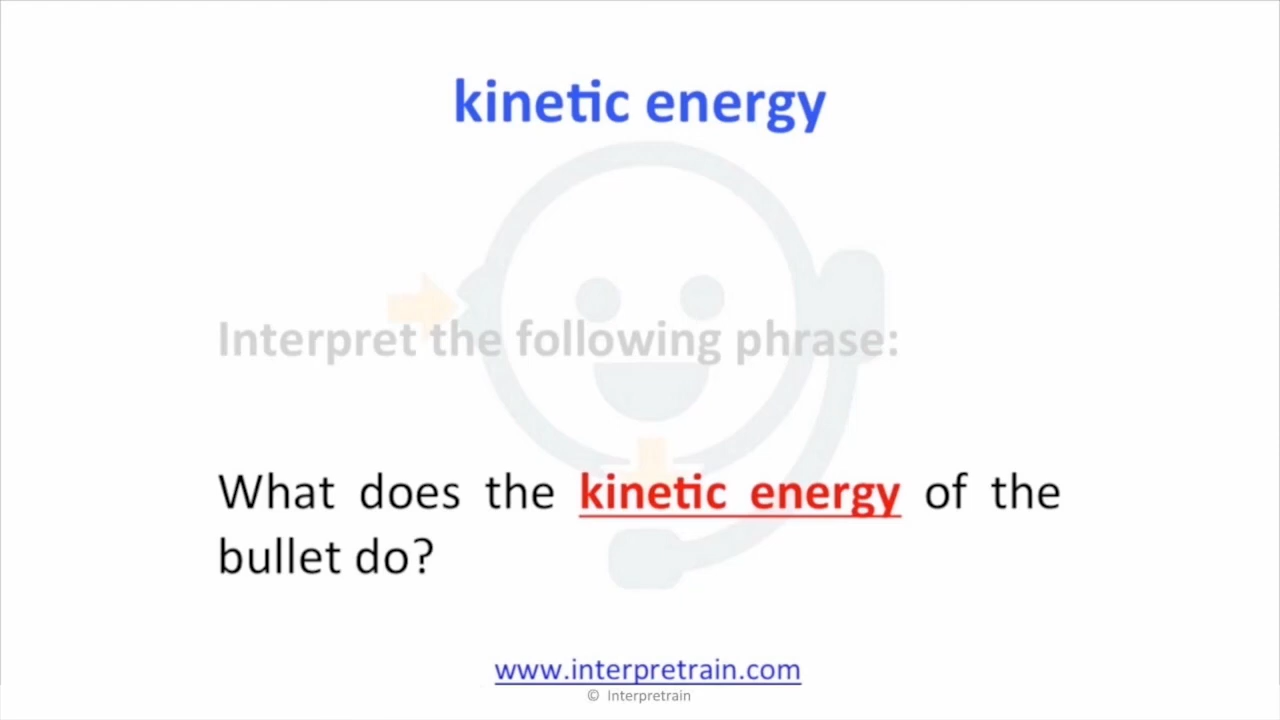 kinetic energy
Interpret the following phrase:
What does the kinetic energy of the
bullet do?
www.interpretrain.com
© Interpretrain